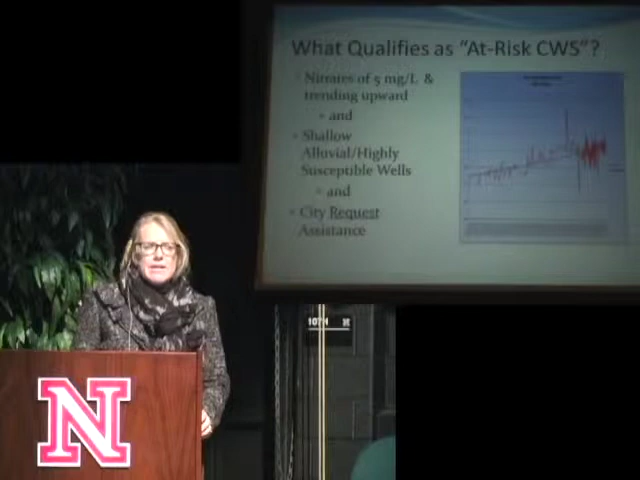 What Qualifies as "At-Risk CWS"?
Nitrates of 5 mg/L &
trending upward
and
Shallow
Alluvial/Highly
Susceptible Wells
and
City Request
Assistance
N